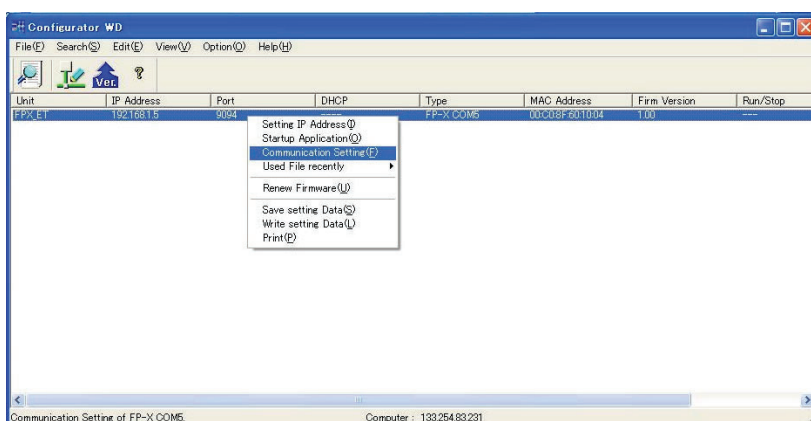 Configurator WD
File(F) Search(S) Edit(E) View(V) Option(O) Help(H)
Ver. ?
Unit IP Address Port DHCP Type MAC Address Firm Version Run/Stop
FPX_ET 192.168.1.5 9094 ---- FP-X COM5 00:C0:8F:60:10:04 1.00 ---
Setting IP Address(I)
Startup Application(O)
Communication Setting(F)
Used File recently
Renew Firmware(U)
Save setting Data(S)
Write setting Data(L)
Print(P)
Communication Setting of FP-X COM5. Computer : 133.254.83.231